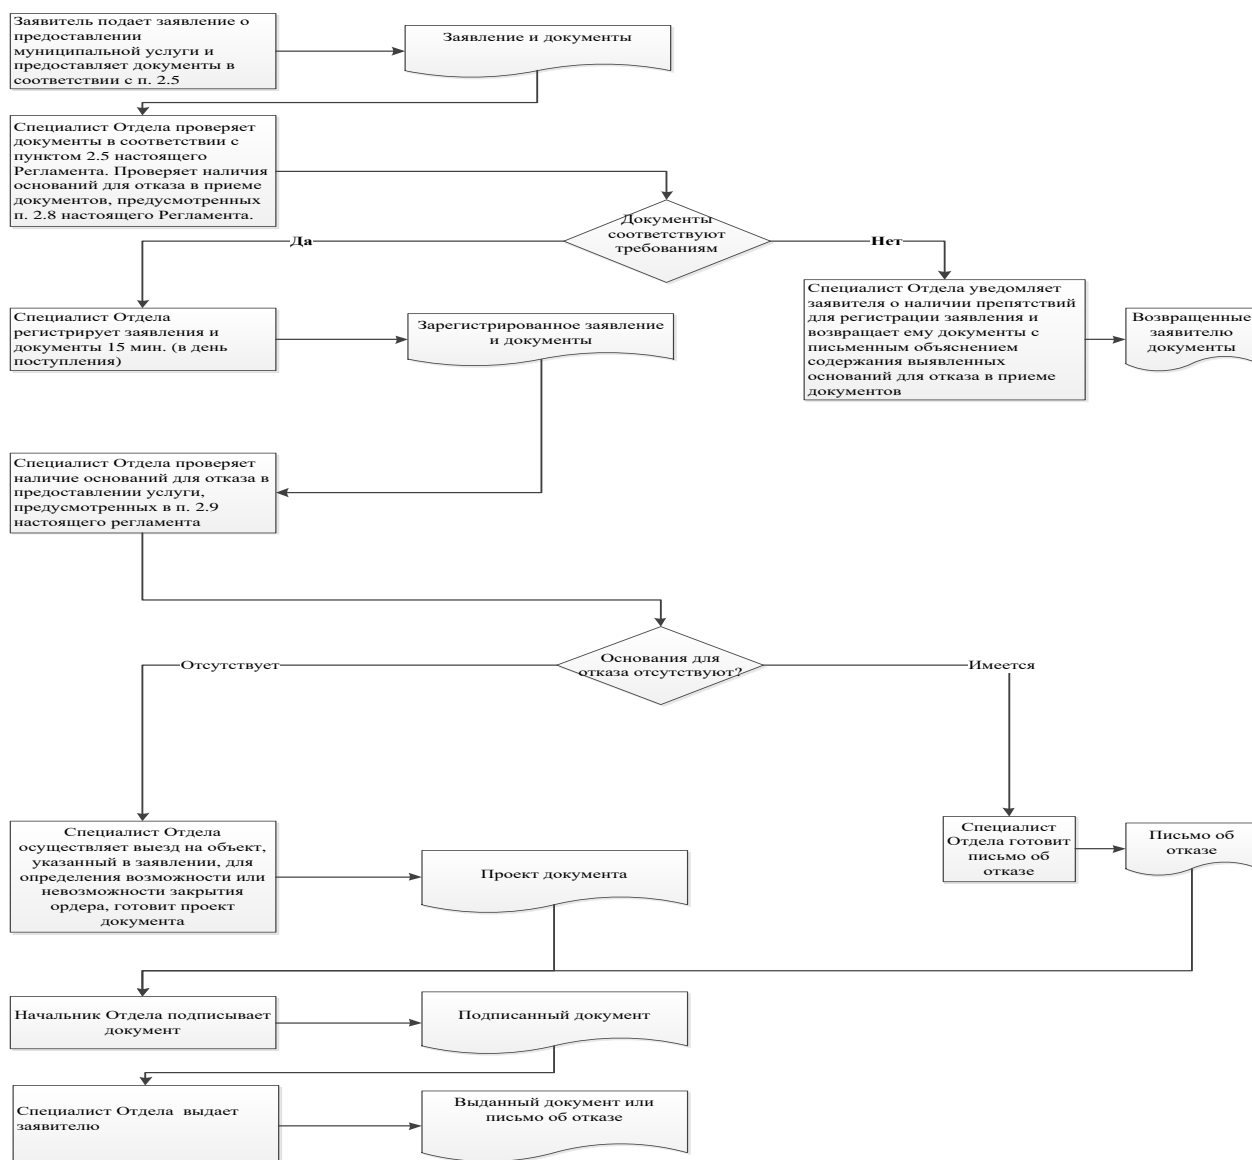 Заявитель подает заявление о
предоставлении
муниципальной услуги и
предоставляет документы в
соответствии с п. 2.5
Заявление и документы
Специалист Отдела проверяет
документы в соответствии с
пунктом 2.5 настоящего
Регламента. Проверяет наличия
оснований для отказа в приеме
документов, предусмотренных
п. 2.8 настоящего Регламента.
Документы
соответствуют
требованиям
Да
Нет
Специалист Отдела
регистрирует заявления и
документы 15 мин. (в день
поступления)
Зарегистрированное заявление
и документы
Специалист Отдела уведомляет
заявителя о наличии препятствий
для регистрации заявления и
возвращает ему документы с
письменным объяснением
содержания выявленных
оснований для отказа в приеме
документов
Возвращенные
заявителю
документы
Специалист Отдела проверяет
наличие оснований для отказа в
предоставлении услуги,
предусмотренных в п. 2.9
настоящего регламента
Основания для
отказа отсутствуют?
Отсутствует
Имеется
Специалист Отдела
осуществляет выезд на объект,
указанный в заявлении, для
определения возможности или
невозможности закрытия
ордера, готовит проект
документа
Проект документа
Специалист
Отдела готовит
письмо об
отказе
Письмо об
отказе
Начальник Отдела подписывает
документ
Подписанный документ
Специалист Отдела выдает
заявителю
Выданный документ или
письмо об отказе